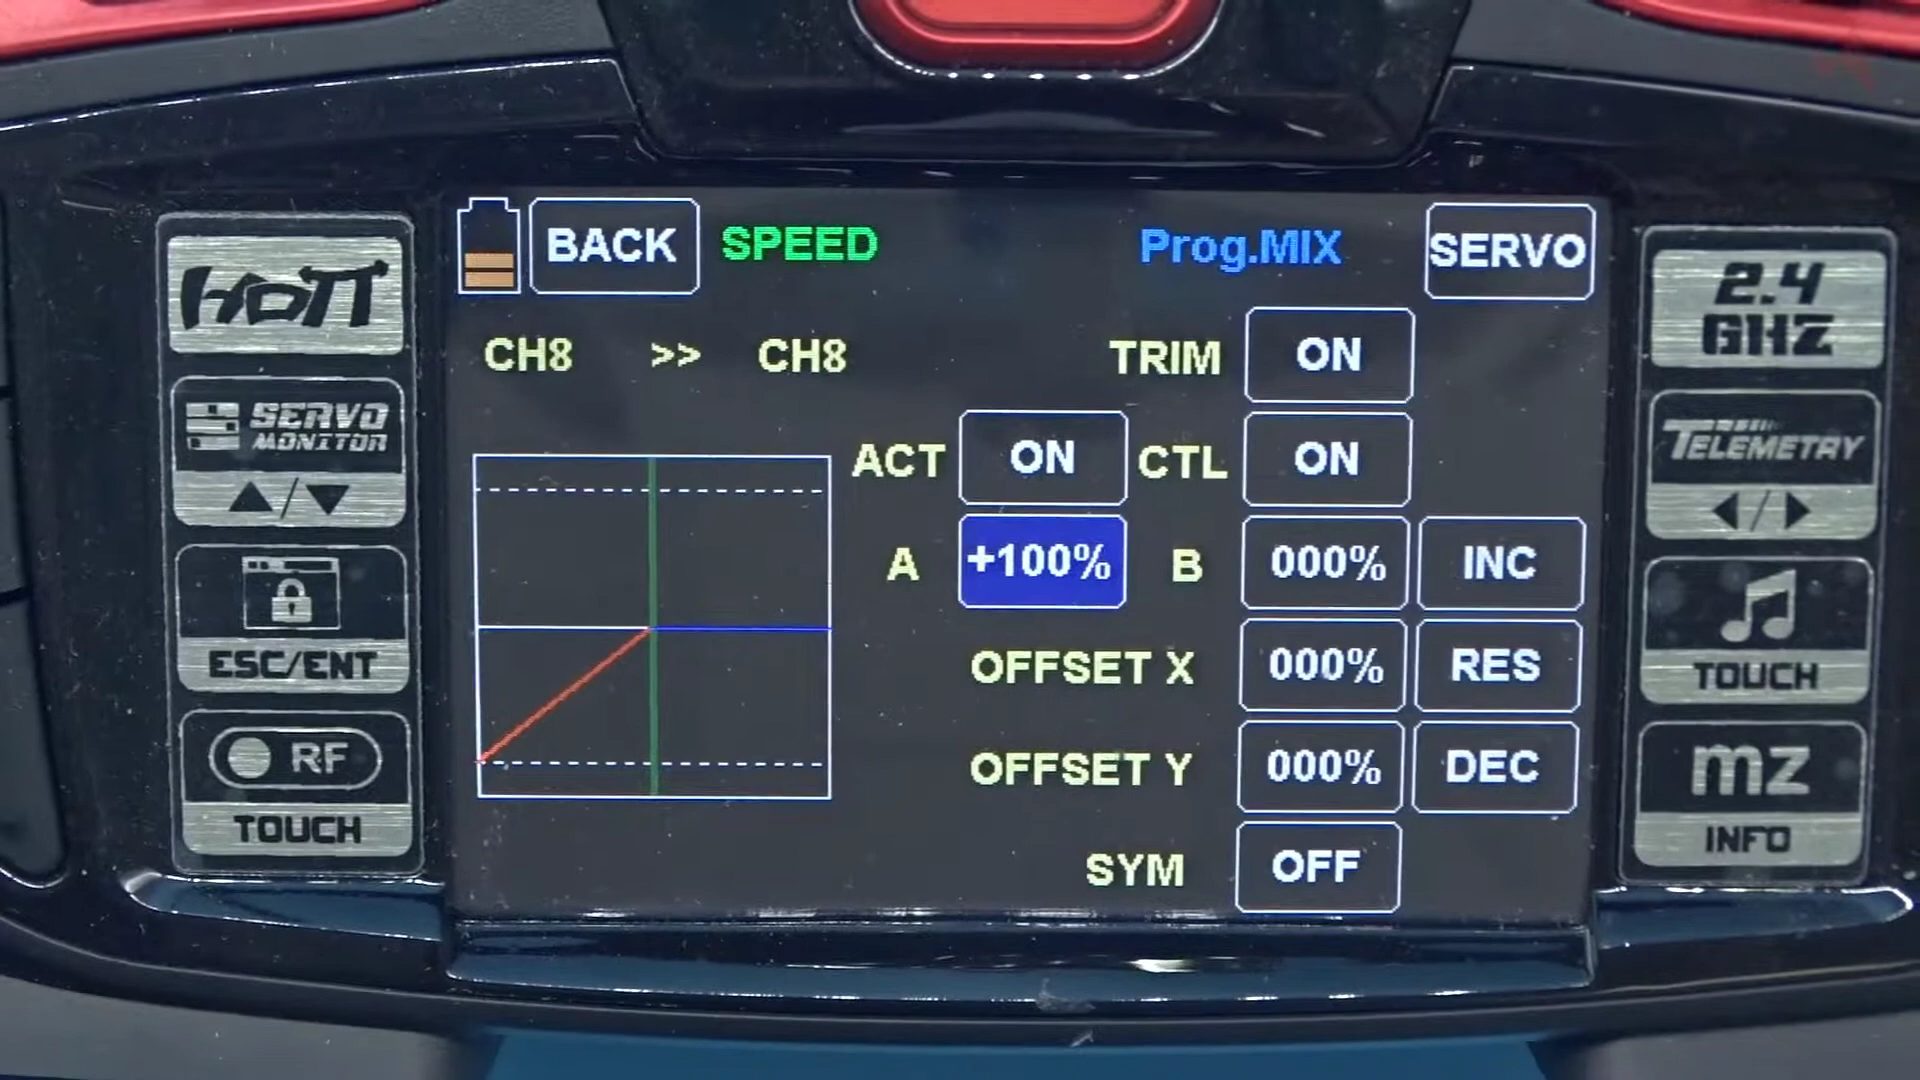 BACK SPEED Prog.MIX SERVO
CH8 >> CH8 TRIM ON
ACT ON CTL ON
A +100% B 000% INC
OFFSET X 000% RES
OFFSET Y 000% DEC
SYM OFF
HOTT
SERVO
MONITOR
▲/▼
ESC/ENT
RF
TOUCH
2.4
GHZ
TELEMETRY
◀/▶
TOUCH
mz
INFO